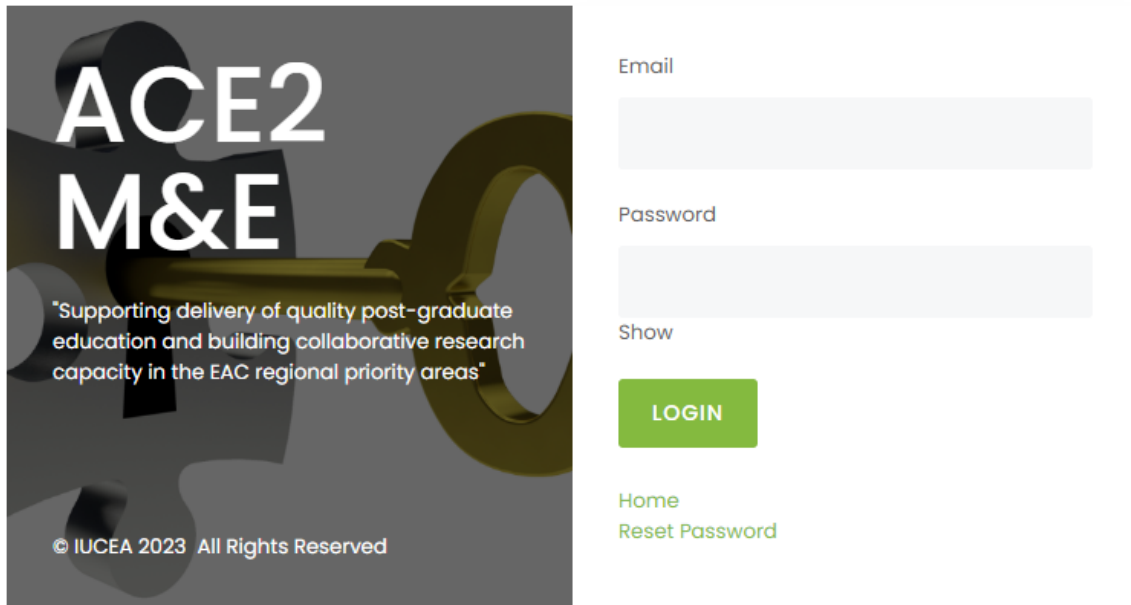 ACE2
M&E
"Supporting delivery of quality post-graduate
education and building collaborative research
capacity in the EAC regional priority areas"
© IUCEA 2023  All Rights Reserved
Email
Password
Show
LOGIN
Home
Reset Password